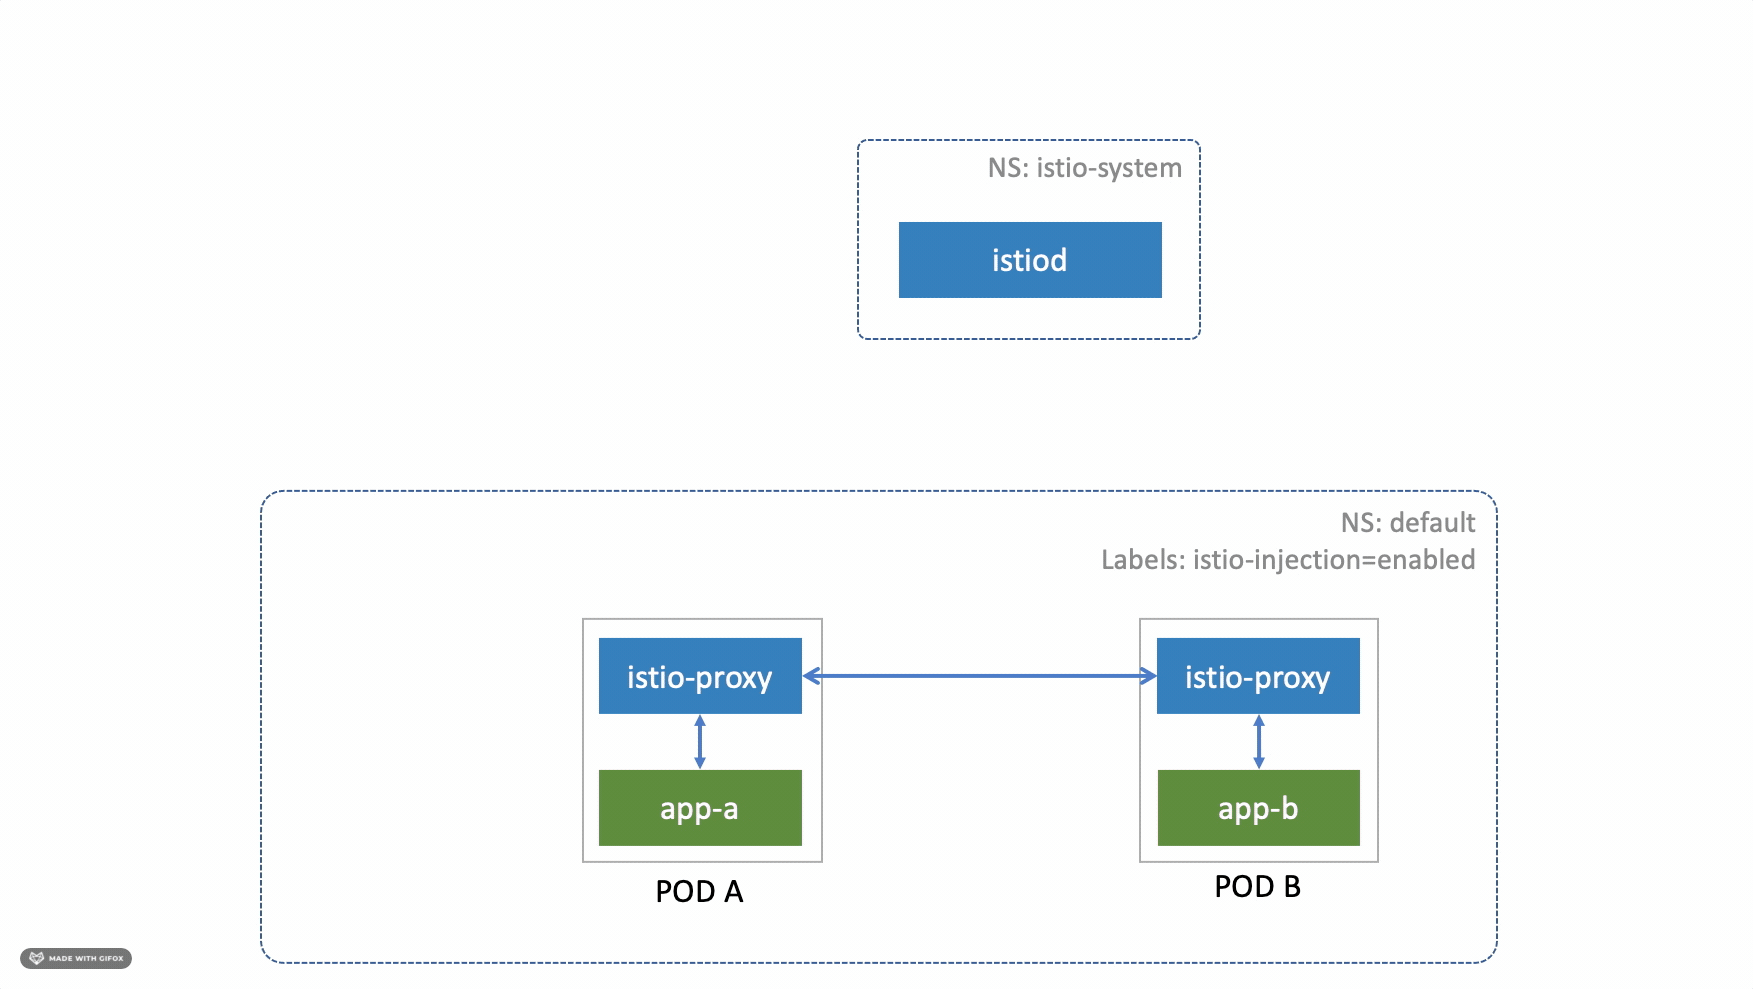 NS: istio-system
istiod
NS: default
Labels: istio-injection=enabled
istio-proxy
istio-proxy
app-a
app-b
POD A
POD B
MADE WITH GIFOX